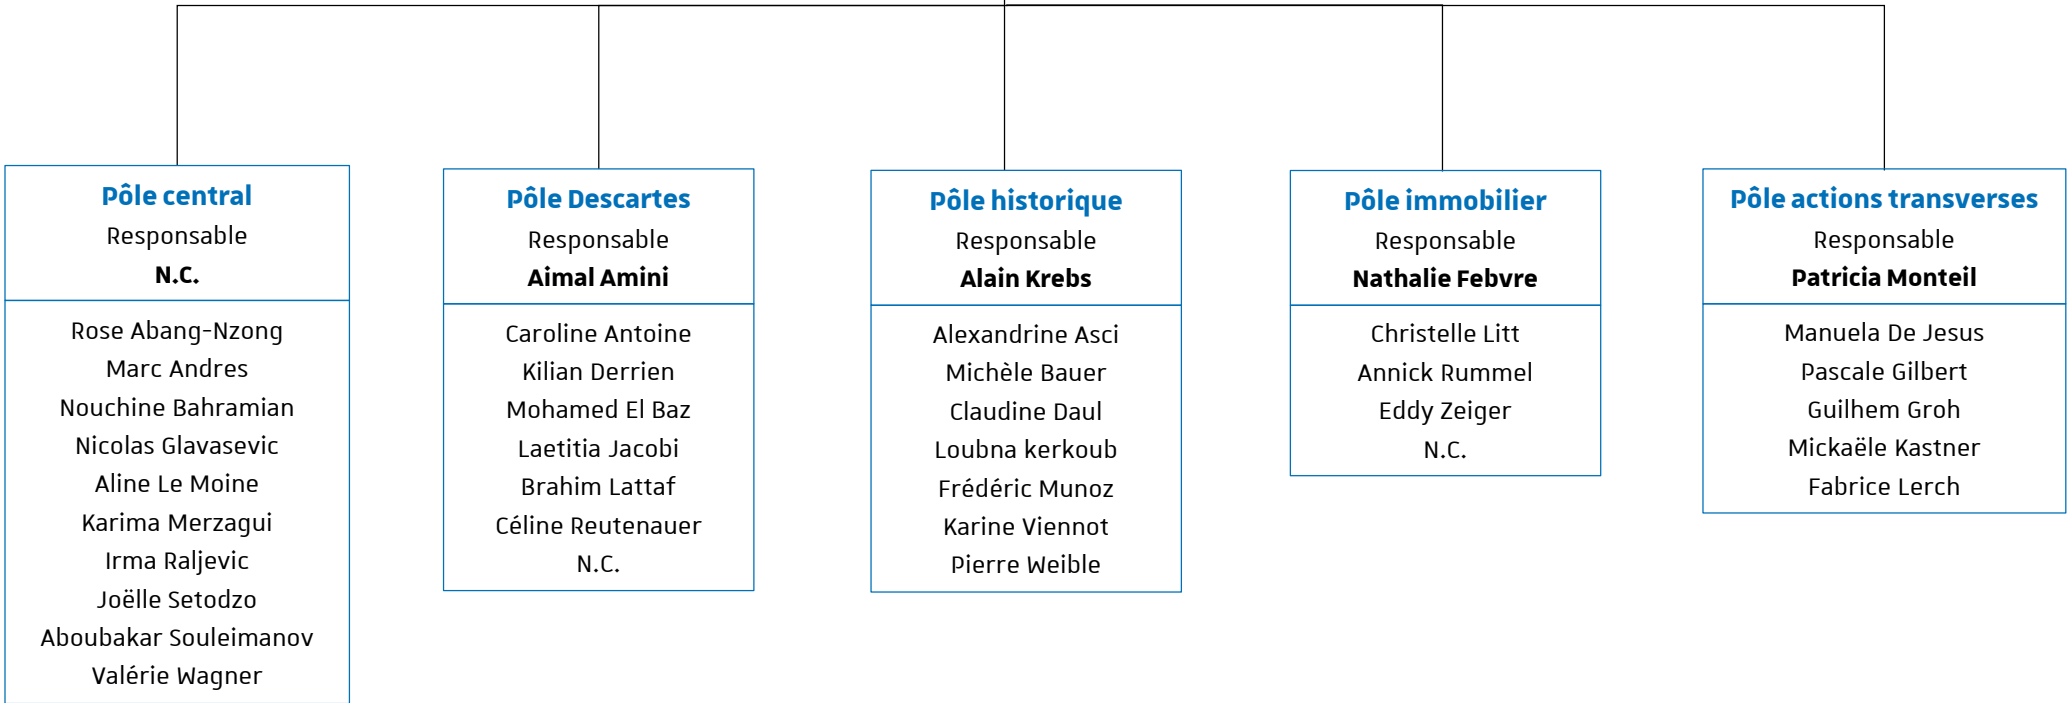 Pôle central
Responsable
N.C.
Rose Abang-Nzong
Marc Andres
Nouchine Bahramian
Nicolas Glavasevic
Aline Le Moine
Karima Merzagui
Irma Raljevic
Joëlle Setodzo
Aboubakar Souleimanov
Valérie Wagner
Pôle Descartes
Responsable
Aimal Amini
Caroline Antoine
Kilian Derrien
Mohamed El Baz
Laetitia Jacobi
Brahim Lattaf
Céline Reutenauer
N.C.
Pôle historique
Responsable
Alain Krebs
Alexandrine Asci
Michèle Bauer
Claudine Daul
Loubna kerkoub
Frédéric Munoz
Karine Viennot
Pierre Weible
Pôle immobilier
Responsable
Nathalie Febvre
Christelle Litt
Annick Rummel
Eddy Zeiger
N.C.
Pôle actions transverses
Responsable
Patricia Monteil
Manuela De Jesus
Pascale Gilbert
Guilhem Groh
Mickaële Kastner
Fabrice Lerch